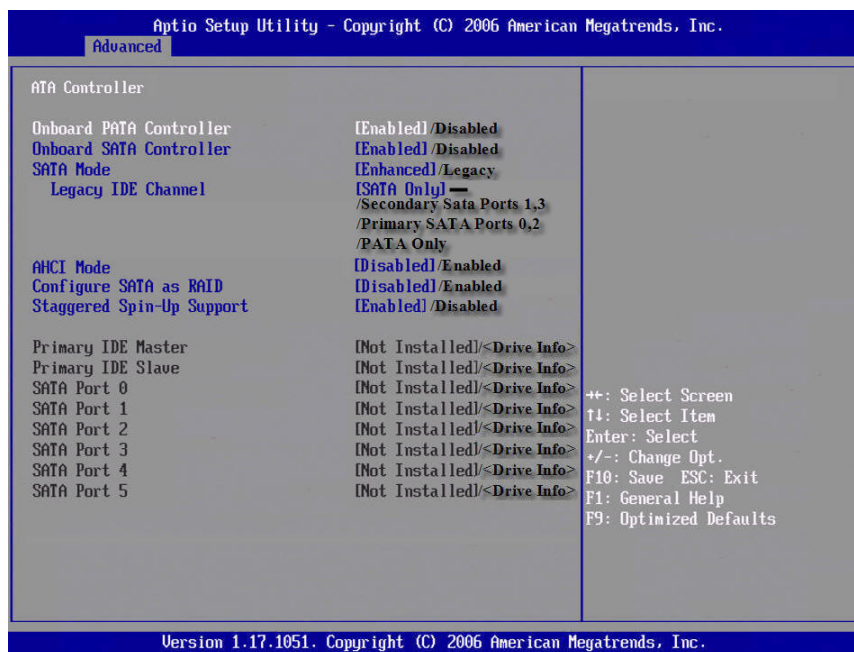 Aptio Setup Utility - Copyright (C) 2006 American Megatrends, Inc.
Advanced
ATA Controller
Onboard PATA Controller [Enabled]/Disabled
Onboard SATA Controller [Enabled]/Disabled
SATA Mode [Enhanced]/Legacy
Legacy IDE Channel [SATA Only]
/Secondary Sata Ports 1,3
/Primary SATA Ports 0,2
/PATA Only
AHCI Mode [Disabled]/Enabled
Configure SATA as RAID [Disabled]/Enabled
Staggered Spin-Up Support [Enabled]/Disabled
Primary IDE Master [Not Installed]/<Drive Info>
Primary IDE Slave [Not Installed]/<Drive Info>
SATA Port 0 [Not Installed]/<Drive Info>
SATA Port 1 [Not Installed]/<Drive Info>
SATA Port 2 [Not Installed]/<Drive Info>
SATA Port 3 [Not Installed]/<Drive Info>
SATA Port 4 [Not Installed]/<Drive Info>
SATA Port 5 [Not Installed]/<Drive Info>
→←: Select Screen
↑↓: Select Item
Enter: Select
+/-: Change Opt.
F10: Save ESC: Exit
F1: General Help
F9: Optimized Defaults
Version 1.17.1051. Copyright (C) 2006 American Megatrends, Inc.